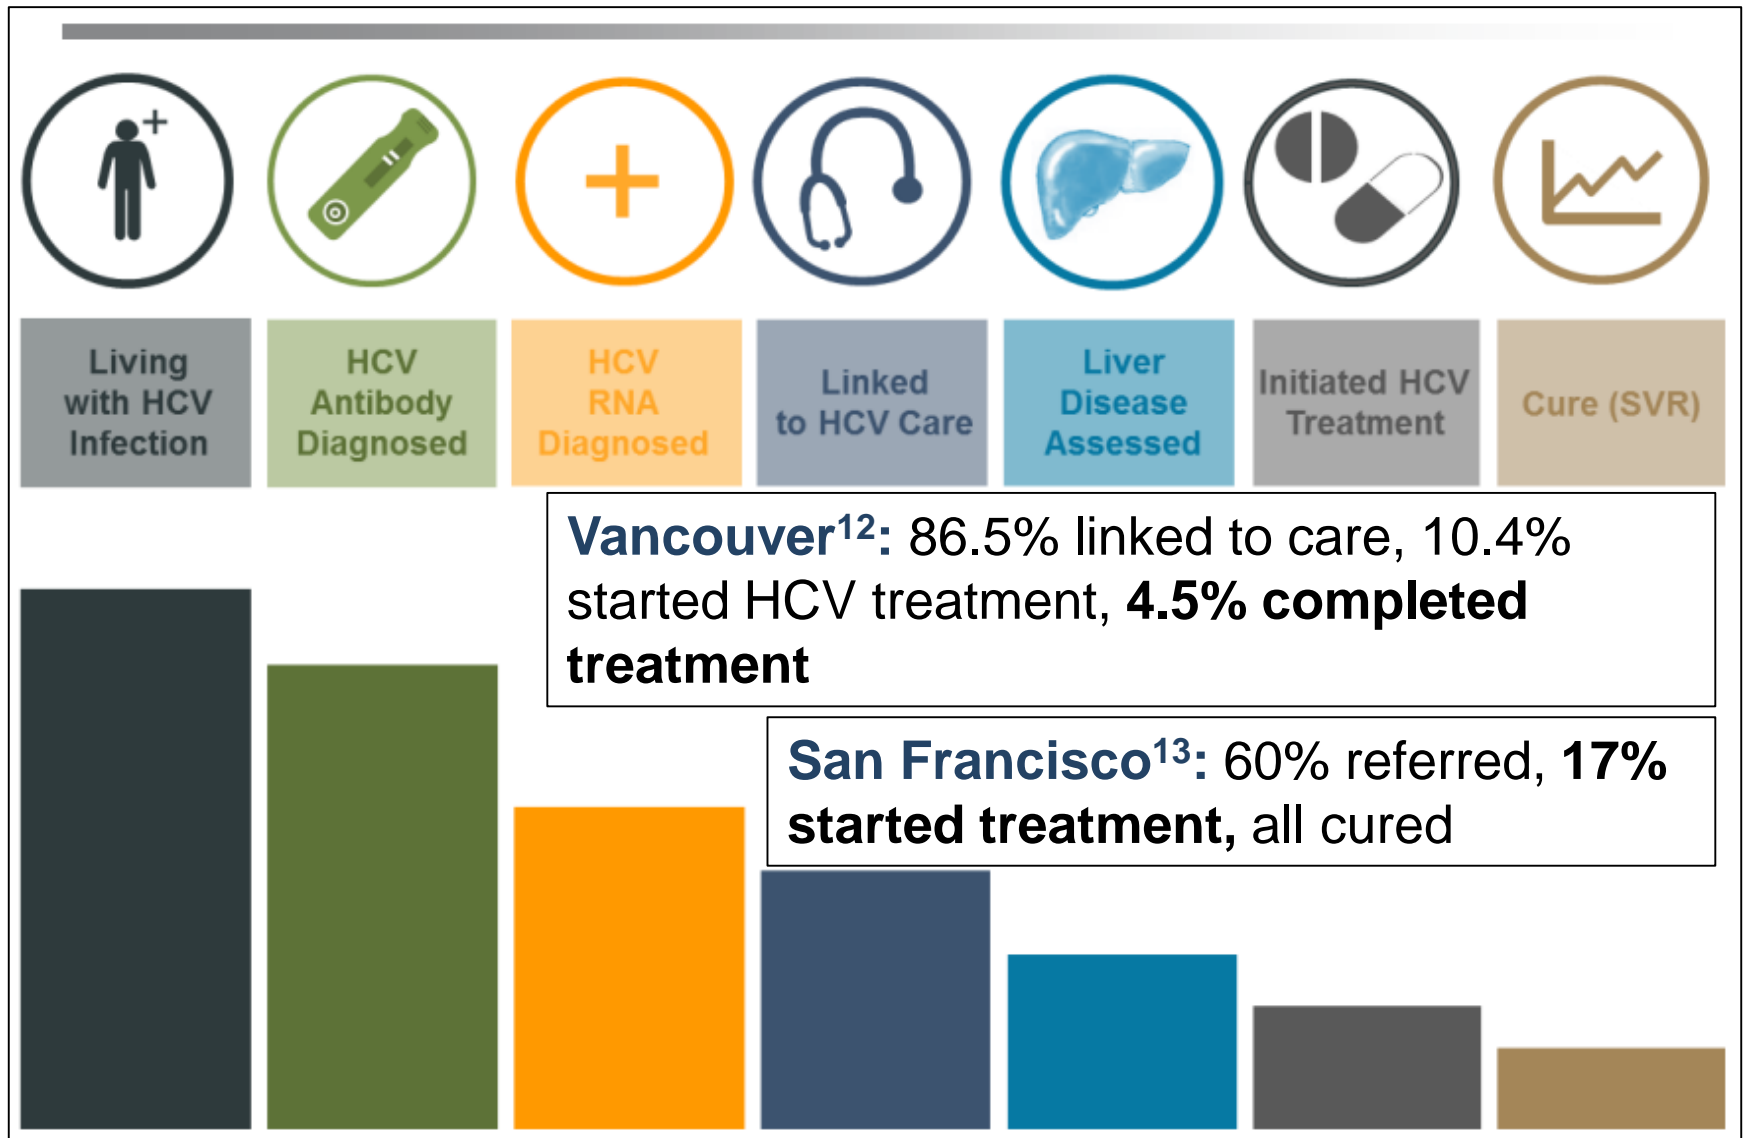 Living
with HCV
Infection
HCV
Antibody
Diagnosed
HCV
RNA
Diagnosed
Linked
to HCV Care
Liver
Disease
Assessed
Initiated HCV
Treatment
Cure (SVR)
Vancouver¹²: 86.5% linked to care, 10.4%
started HCV treatment, 4.5% completed
treatment
San Francisco¹³: 60% referred, 17%
started treatment, all cured